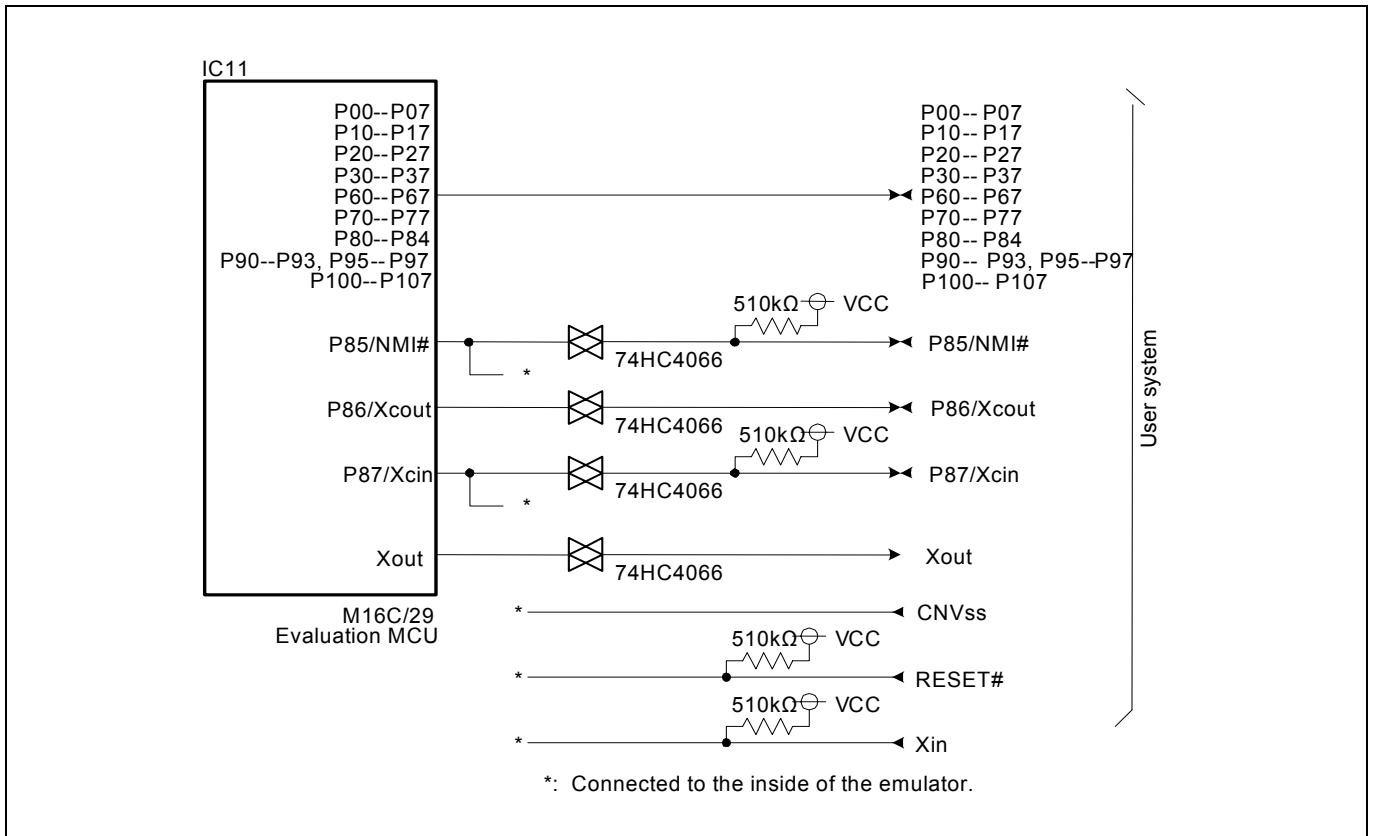 IC11
P00--P07
P10--P17
P20--P27
P30--P37
P60--P67
P70--P77
P80--P84
P90--P93, P95--P97
P100--P107
P00-- P07
P10-- P17
P20-- P27
P30-- P37
P60-- P67
P70-- P77
P80-- P84
P90-- P93, P95--P97
P100-- P107
510kΩ VCC
P85/NMI# 74HC4066 P85/NMI#
*
P86/Xcout 74HC4066 P86/Xcout
510kΩ VCC
P87/Xcin 74HC4066 P87/Xcin
*
Xout 74HC4066 Xout
M16C/29
Evaluation MCU
* CNVss
510kΩ VCC
* RESET#
510kΩ VCC
* Xin
User system
*: Connected to the inside of the emulator.